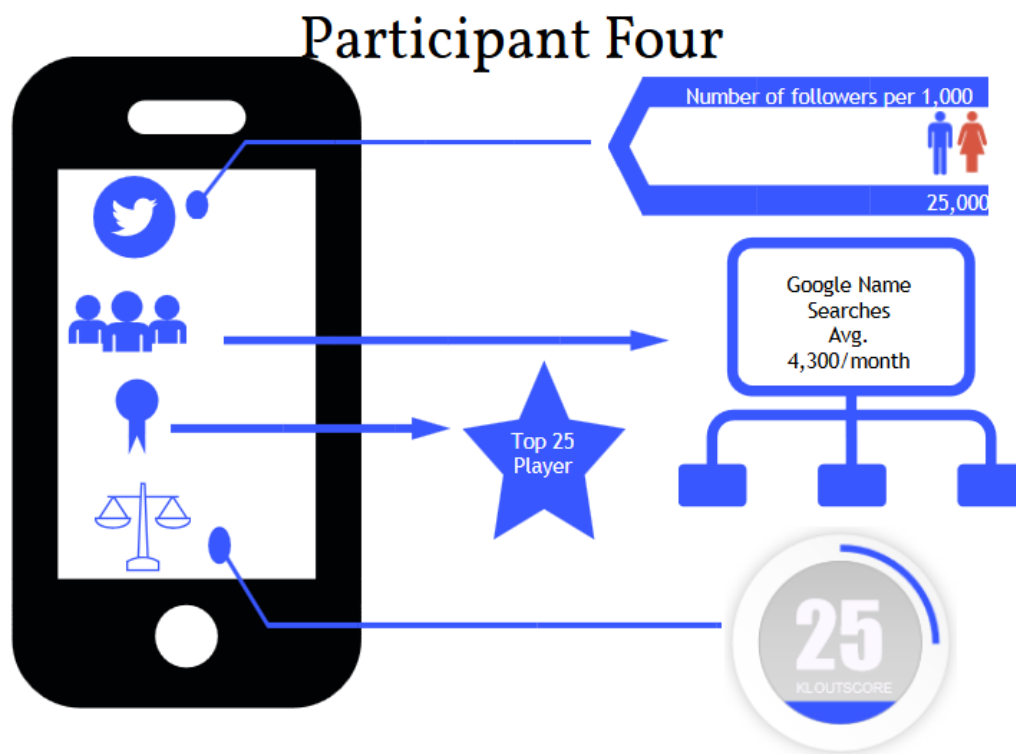 Participant Four
Number of followers per 1,000
25,000
Google Name
Searches
Avg.
4,300/month
Top 25
Player
25
KLOUTSCORE